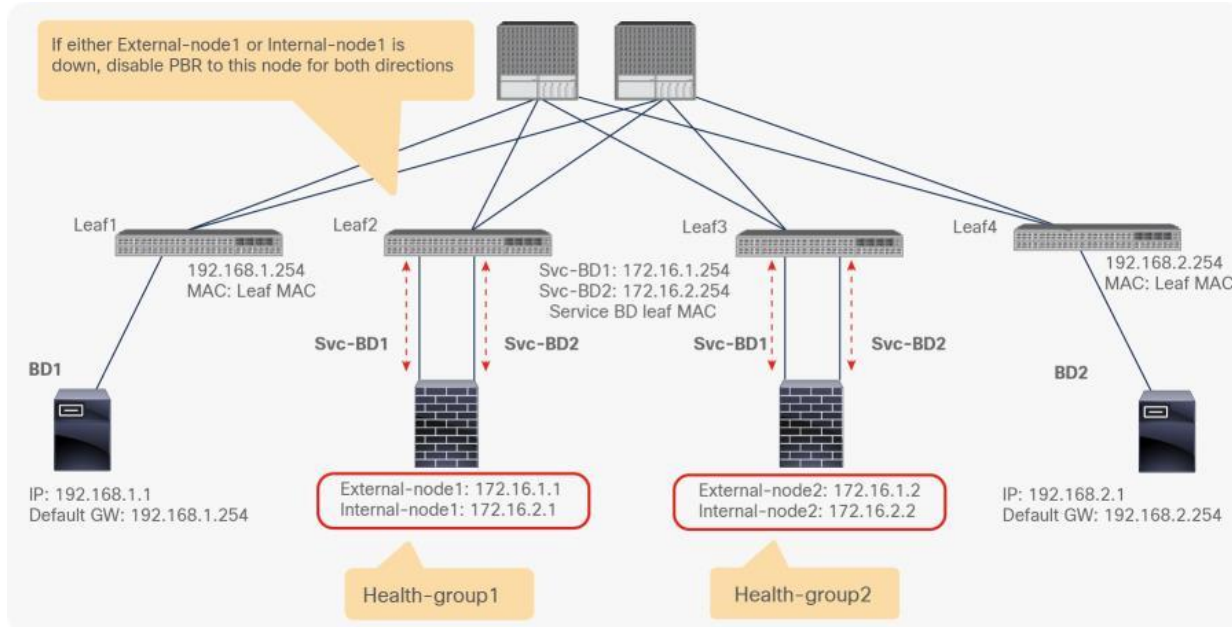 If either External-node1 or Internal-node1 is
down, disable PBR to this node for both directions
Leaf1
Leaf2
Leaf3
Leaf4
192.168.1.254
MAC: Leaf MAC
Svc-BD1: 172.16.1.254
Svc-BD2: 172.16.2.254
Service BD leaf MAC
192.168.2.254
MAC: Leaf MAC
Svc-BD1
Svc-BD2
Svc-BD1
Svc-BD2
BD1
BD2
IP: 192.168.1.1
Default GW: 192.168.1.254
External-node1: 172.16.1.1
Internal-node1: 172.16.2.1
External-node2: 172.16.1.2
Internal-node2: 172.16.2.2
IP: 192.168.2.1
Default GW: 192.168.2.254
Health-group1
Health-group2